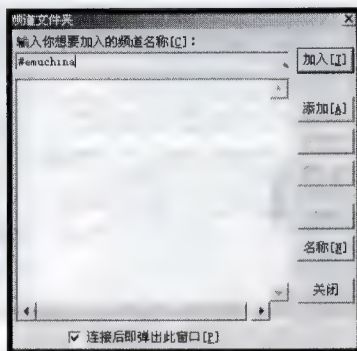 频道文件夹
输入你想要加入的频道名称[C]：
#emuchina
加入[I]
添加[A]
名称[N]
关闭
连接后即弹出此窗口[P]